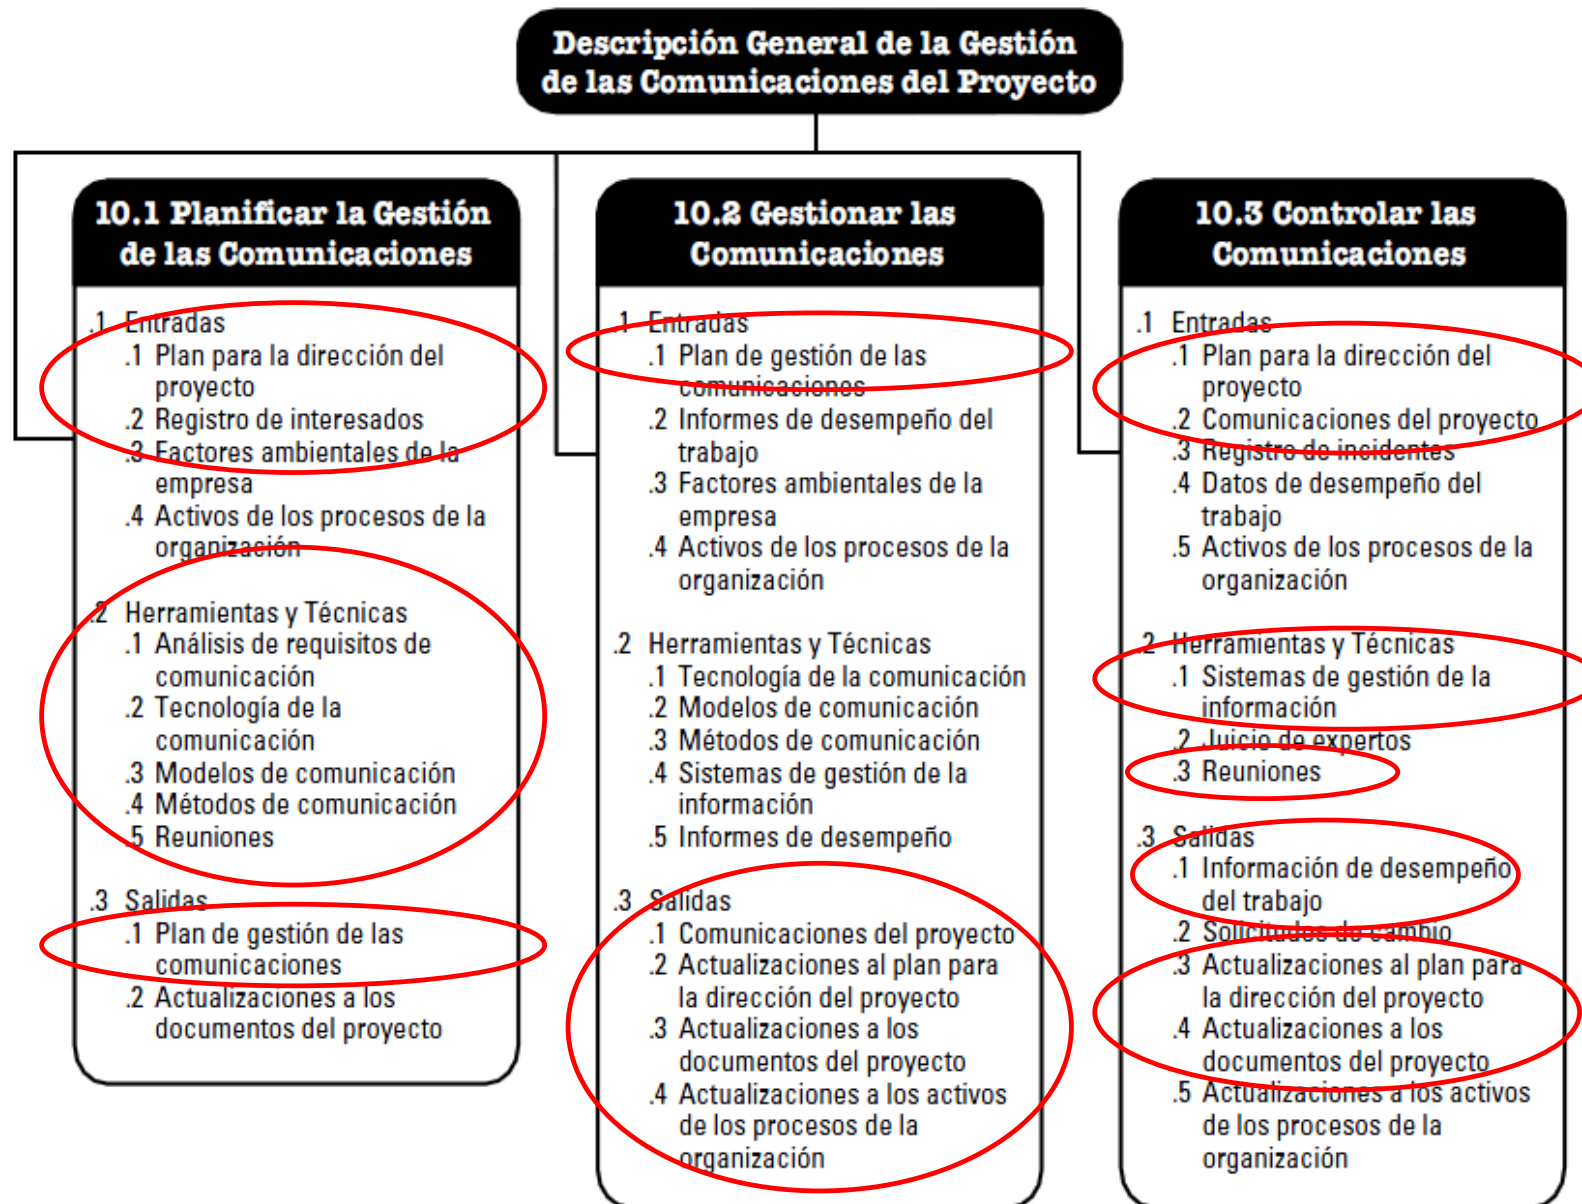 Descripción General de la Gestión
de las Comunicaciones del Proyecto
10.1 Planificar la Gestión
de las Comunicaciones
.1 Entradas
.1 Plan para la dirección del
proyecto
.2 Registro de interesados
.3 Factores ambientales de la
empresa
.4 Activos de los procesos de la
organización
.2 Herramientas y Técnicas
.1 Análisis de requisitos de
comunicación
.2 Tecnología de la
comunicación
.3 Modelos de comunicación
.4 Métodos de comunicación
.5 Reuniones
.3 Salidas
.1 Plan de gestión de las
comunicaciones
.2 Actualizaciones a los
documentos del proyecto
10.2 Gestionar las
Comunicaciones
.1 Entradas
.1 Plan de gestión de las
comunicaciones
.2 Informes de desempeño del
trabajo
.3 Factores ambientales de la
empresa
.4 Activos de los procesos de la
organización
.2 Herramientas y Técnicas
.1 Tecnología de la comunicación
.2 Modelos de comunicación
.3 Métodos de comunicación
.4 Sistemas de gestión de la
información
.5 Informes de desempeño
.3 Salidas
.1 Comunicaciones del proyecto
.2 Actualizaciones al plan para
la dirección del proyecto
.3 Actualizaciones a los
documentos del proyecto
.4 Actualizaciones a los activos
de los procesos de la
organización
10.3 Controlar las
Comunicaciones
.1 Entradas
.1 Plan para la dirección del
proyecto
.2 Comunicaciones del proyecto
.3 Registro de incidentes
.4 Datos de desempeño del
trabajo
.5 Activos de los procesos de la
organización
.2 Herramientas y Técnicas
.1 Sistemas de gestión de la
información
.2 Juicio de expertos
.3 Reuniones
.3 Salidas
.1 Información de desempeño
del trabajo
.2 Solicitudes de cambio
.3 Actualizaciones al plan para
la dirección del proyecto
.4 Actualizaciones a los
documentos del proyecto
.5 Actualizaciones a los activos
de los procesos de la
organización